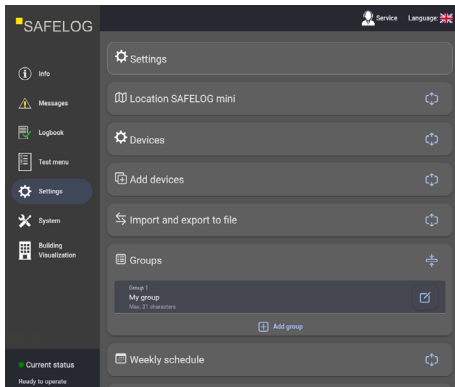 SAFELOG
Service
Language:
Info
Messages
Logbook
Test menu
Settings
System
Building
Visualization
Current status
Ready to operate
Settings
Location SAFELOG mini
Devices
Add devices
Import and export to file
Groups
Group 1
My group
Max. 31 characters
Add group
Weekly schedule